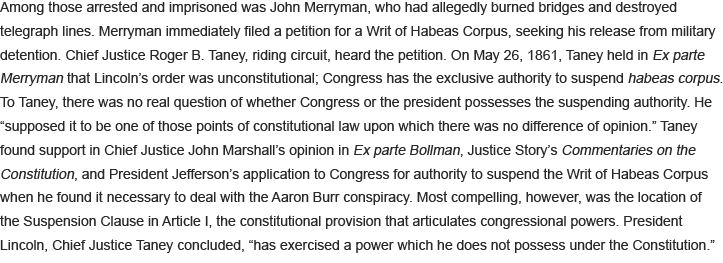 Among those arrested and imprisoned was John Merryman, who had allegedly burned bridges and destroyed
telegraph lines. Merryman immediately filed a petition for a Writ of Habeas Corpus, seeking his release from military
detention. Chief Justice Roger B. Taney, riding circuit, heard the petition. On May 26, 1861, Taney held in Ex parte
Merryman that Lincoln’s order was unconstitutional; Congress has the exclusive authority to suspend habeas corpus.
To Taney, there was no real question of whether Congress or the president possesses the suspending authority. He
“supposed it to be one of those points of constitutional law upon which there was no difference of opinion.” Taney
found support in Chief Justice John Marshall’s opinion in Ex parte Bollman, Justice Story’s Commentaries on the
Constitution, and President Jefferson’s application to Congress for authority to suspend the Writ of Habeas Corpus
when he found it necessary to deal with the Aaron Burr conspiracy. Most compelling, however, was the location of
the Suspension Clause in Article I, the constitutional provision that articulates congressional powers. President
Lincoln, Chief Justice Taney concluded, “has exercised a power which he does not possess under the Constitution.”